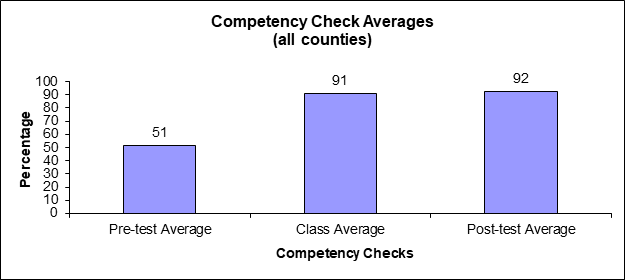 Competency Check Averages
(all counties)
Percentage
100
90
80
70
60
50
40
30
20
10
0
51
91
92
Pre-test Average
Class Average
Post-test Average
Competency Checks